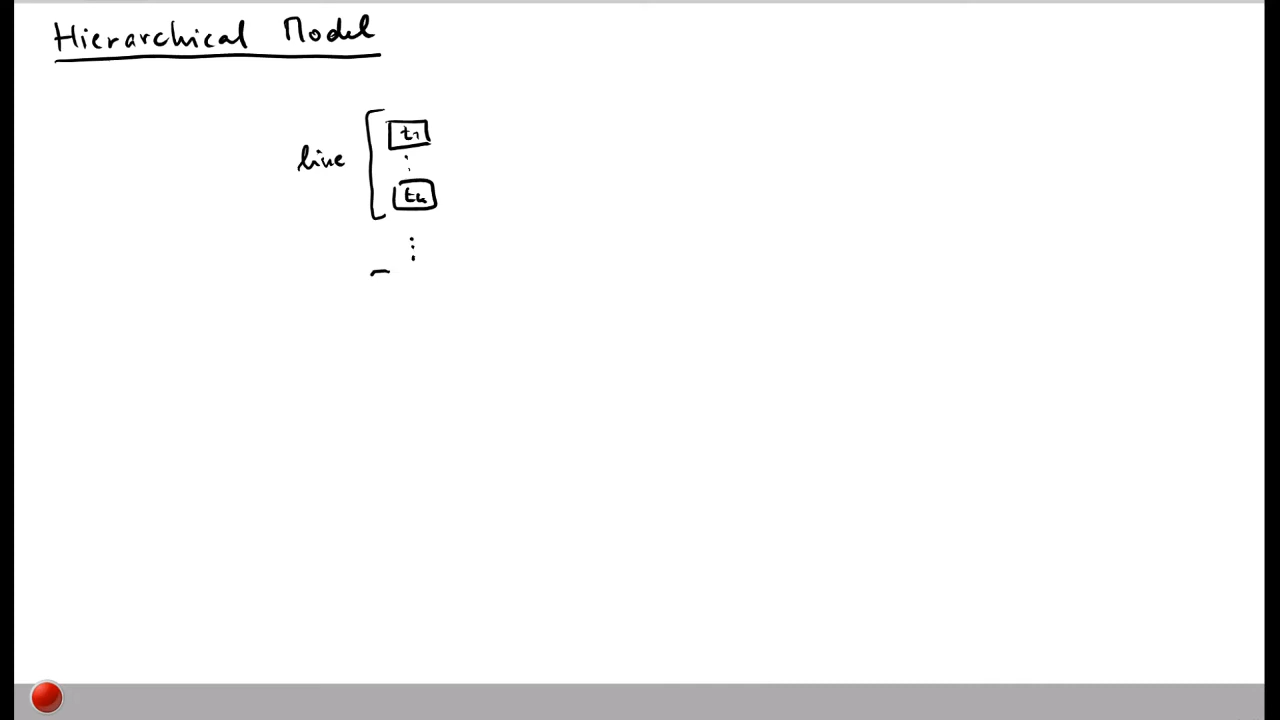 Hierarchical Model
line
t1
⋮
tk
⋮